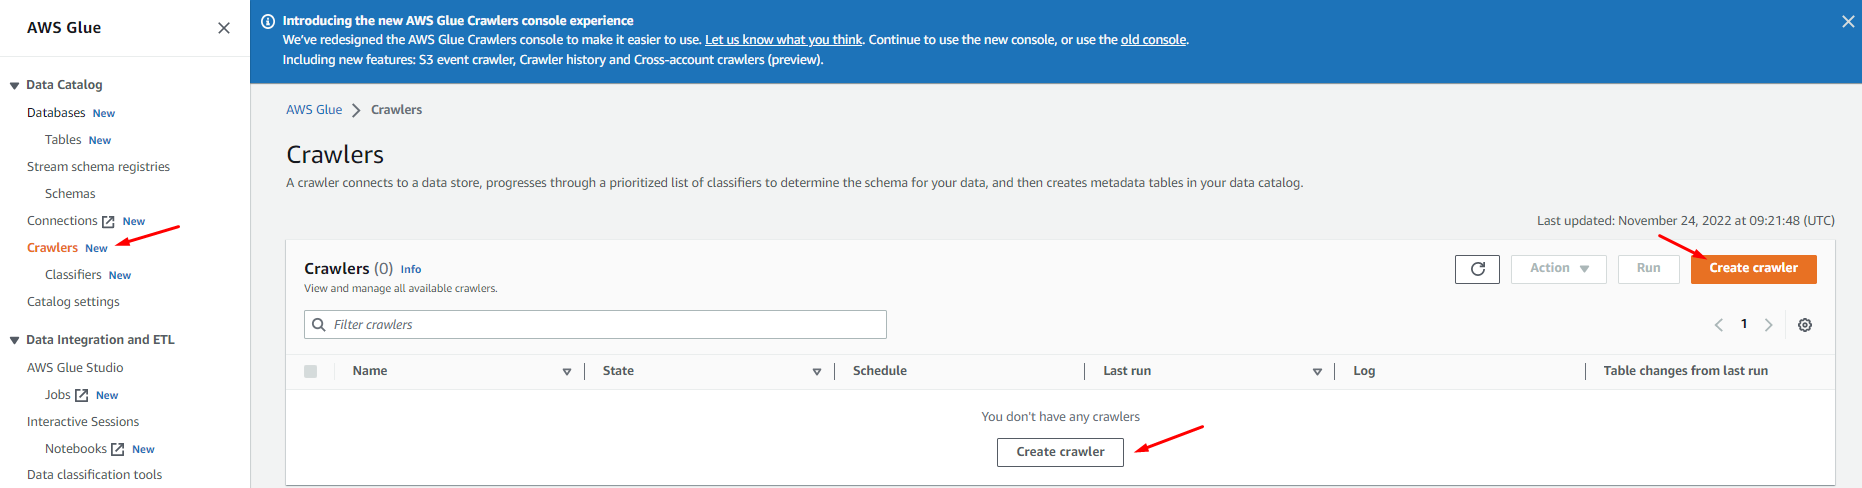 AWS Glue
Data Catalog
Databases New
Tables New
Stream schema registries
Schemas
Connections New
Crawlers New
Classifiers New
Catalog settings
Data Integration and ETL
AWS Glue Studio
Jobs New
Interactive Sessions
Notebooks New
Data classification tools
Introducing the new AWS Glue Crawlers console experience
We've redesigned the AWS Glue Crawlers console to make it easier to use. Let us know what you think. Continue to use the new console, or use the old console.
Including new features: S3 event crawler, Crawler history and Cross-account crawlers (preview).
AWS Glue Crawlers
Crawlers
A crawler connects to a data store, progresses through a prioritized list of classifiers to determine the schema for your data, and then creates metadata tables in your data catalog.
Last updated: November 24, 2022 at 09:21:48 (UTC)
Crawlers (0) Info
View and manage all available crawlers.
Action Run Create crawler
Filter crawlers
1
Name State Schedule Last run Log Table changes from last run
You don't have any crawlers
Create crawler